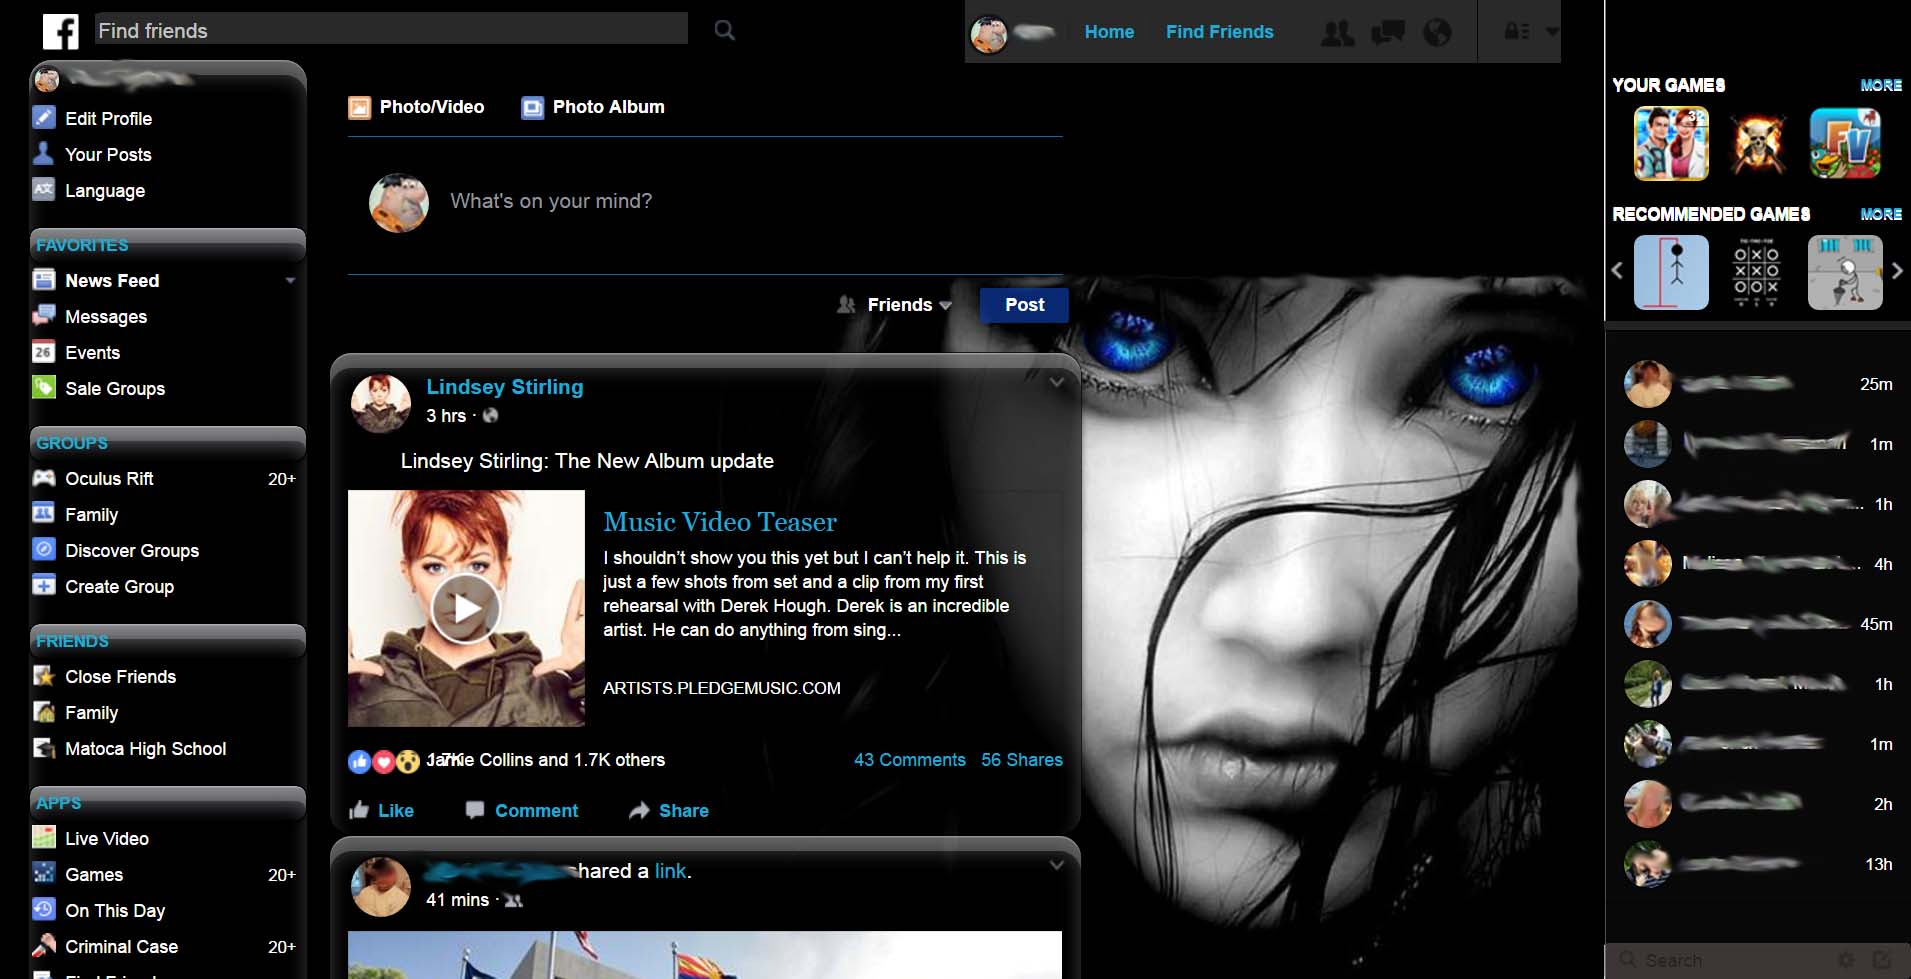 Find friends
Home
Find Friends
Edit Profile
Your Posts
Language
FAVORITES
News Feed
Messages
26
Events
Sale Groups
GROUPS
Oculus Rift 20+
Family
Discover Groups
Create Group
FRIENDS
Close Friends
Family
Matoca High School
APPS
Live Video
Games 20+
On This Day
Criminal Case 20+
Photo/Video
Photo Album
What's on your mind?
Friends
Post
Lindsey Stirling
3 hrs ·
Lindsey Stirling: The New Album update
Music Video Teaser
I shouldn’t show you this yet but I can’t help it. This is
just a few shots from set and a clip from my first
rehearsal with Derek Hough. Derek is an incredible
artist. He can do anything from sing...
ARTISTS.PLEDGEMUSIC.COM
1.7K
Collins and 1.7K others
43 Comments 56 Shares
Like
Comment
Share
shared a link.
41 mins ·
YOUR GAMES MORE
FV
RECOMMENDED GAMES MORE
25m
1m
1h
4h
45m
1h
1m
2h
13h
Search